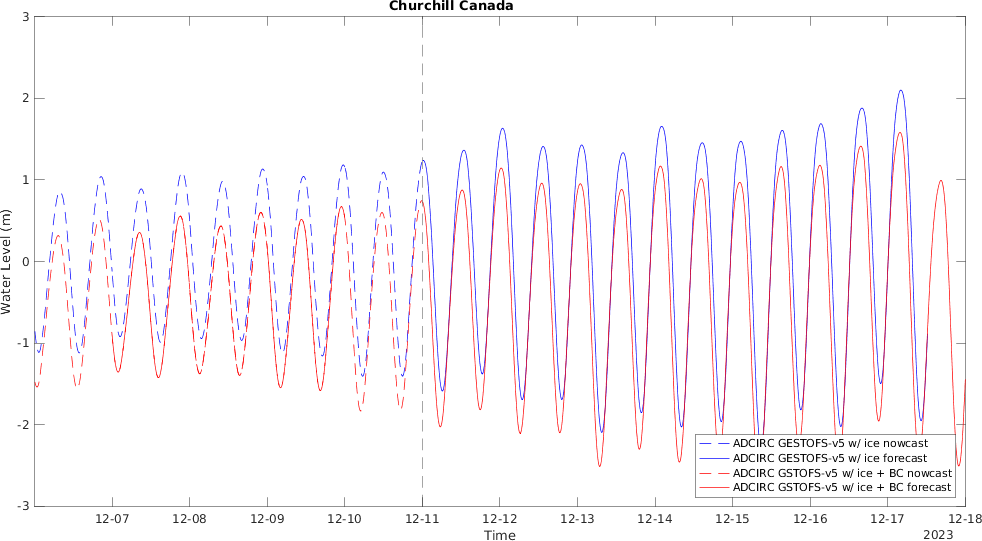 Churchill Canada
3
2
1
0
-1
-2
-3
Water Level (m)
ADCIRC GESTOFS-v5 w/ ice nowcast
ADCIRC GESTOFS-v5 w/ ice forecast
ADCIRC GSTOFS-v5 w/ ice + BC nowcast
ADCIRC GSTOFS-v5 w/ ice + BC forecast
12-07 12-08 12-09 12-10 12-11 12-12 12-13 12-14 12-15 12-16 12-17 12-18
Time
2023